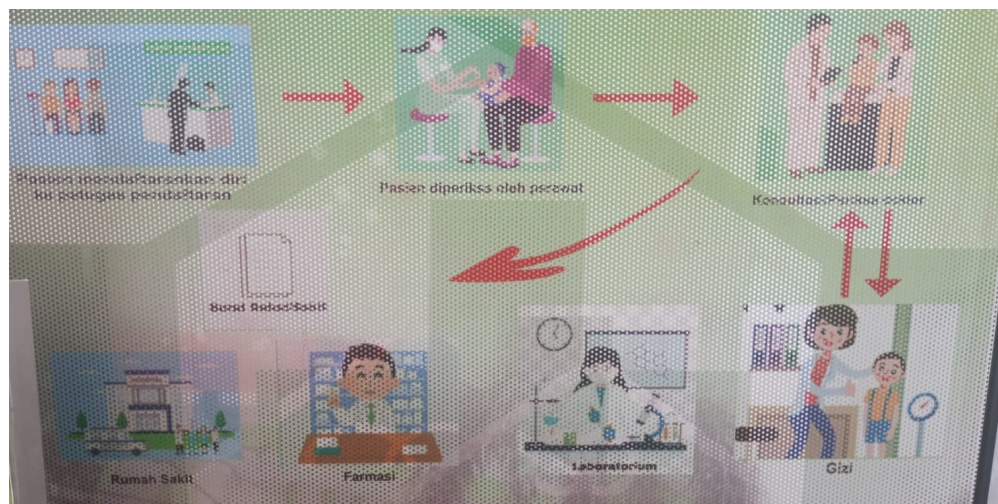 Pasien mendaftarankan diri
ke petugas pendaftaran
Pasien diperiksa oleh perawat
Konsultasi/Periksa dokter
Surat Rujuk/Sakit
Rumah Sakit
Farmasi
Laboratorium
Gizi